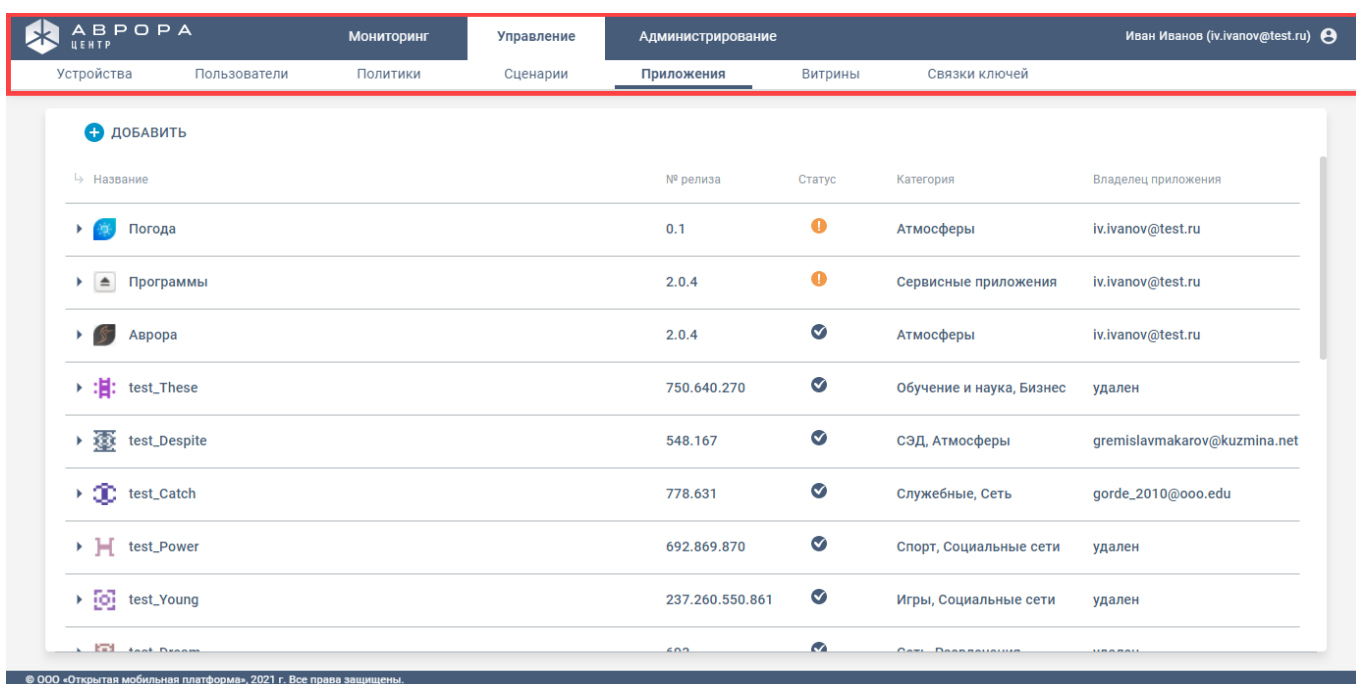 АВРОРА
ЦЕНТР
Мониторинг Управление Администрирование Иван Иванов (iv.ivanov@test.ru)
Устройства Пользователи Политики Сценарии Приложения Витрины Связки ключей
ДОБАВИТЬ
Название № релиза Статус Категория Владелец приложения
Погода 0.1 Атмосферы iv.ivanov@test.ru
Программы 2.0.4 Сервисные приложения iv.ivanov@test.ru
Аврора 2.0.4 Атмосферы iv.ivanov@test.ru
test_These 750.640.270 Обучение и наука, Бизнес удален
test_Despite 548.167 СЭД, Атмосферы gremislavmakarov@kuzmina.net
test_Catch 778.631 Служебные, Сеть gorde_2010@ooo.edu
test_Power 692.869.870 Спорт, Социальные сети удален
test_Young 237.260.550.861 Игры, Социальные сети удален
© ООО «Открытая мобильная платформа», 2021 г. Все права защищены.